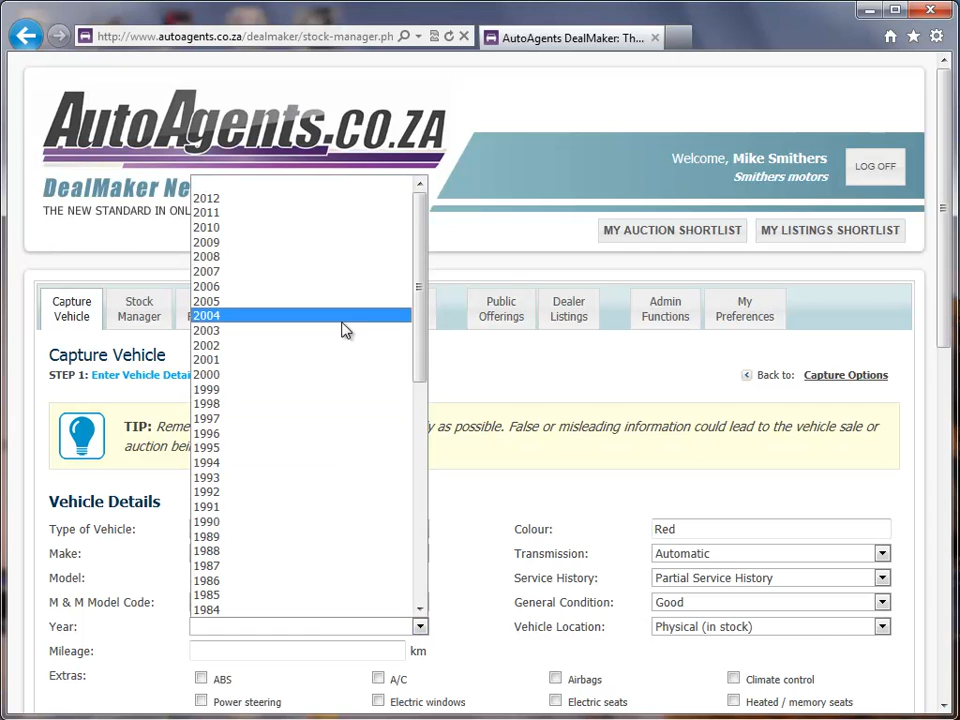 http://www.autoagents.co.za/dealmaker/stock-manager.ph
AutoAgents DealMaker: Th...
AutoAgents.CO.ZA
DealMaker Ne
THE NEW STANDARD IN ONL
Welcome, Mike Smithers
Smithers motors
LOG OFF
MY AUCTION SHORTLIST
MY LISTINGS SHORTLIST
Capture Vehicle
Stock Manager
Public Offerings
Dealer Listings
Admin Functions
My Preferences
Capture Vehicle
STEP 1: Enter Vehicle Detai
Back to: Capture Options
TIP: Reme
y as possible. False or misleading information could lead to the vehicle sale or
auction bein
2012
2011
2010
2009
2008
2007
2006
2005
2004
2003
2002
2001
2000
1999
1998
1997
1996
1995
1994
1993
1992
1991
1990
1989
1988
1987
1986
1985
1984
Vehicle Details
Type of Vehicle:
Make:
Model:
M & M Model Code:
Year:
Mileage:
km
Colour: Red
Transmission: Automatic
Service History: Partial Service History
General Condition: Good
Vehicle Location: Physical (in stock)
Extras:
ABS
A/C
Airbags
Climate control
Power steering
Electric windows
Electric seats
Heated / memory seats